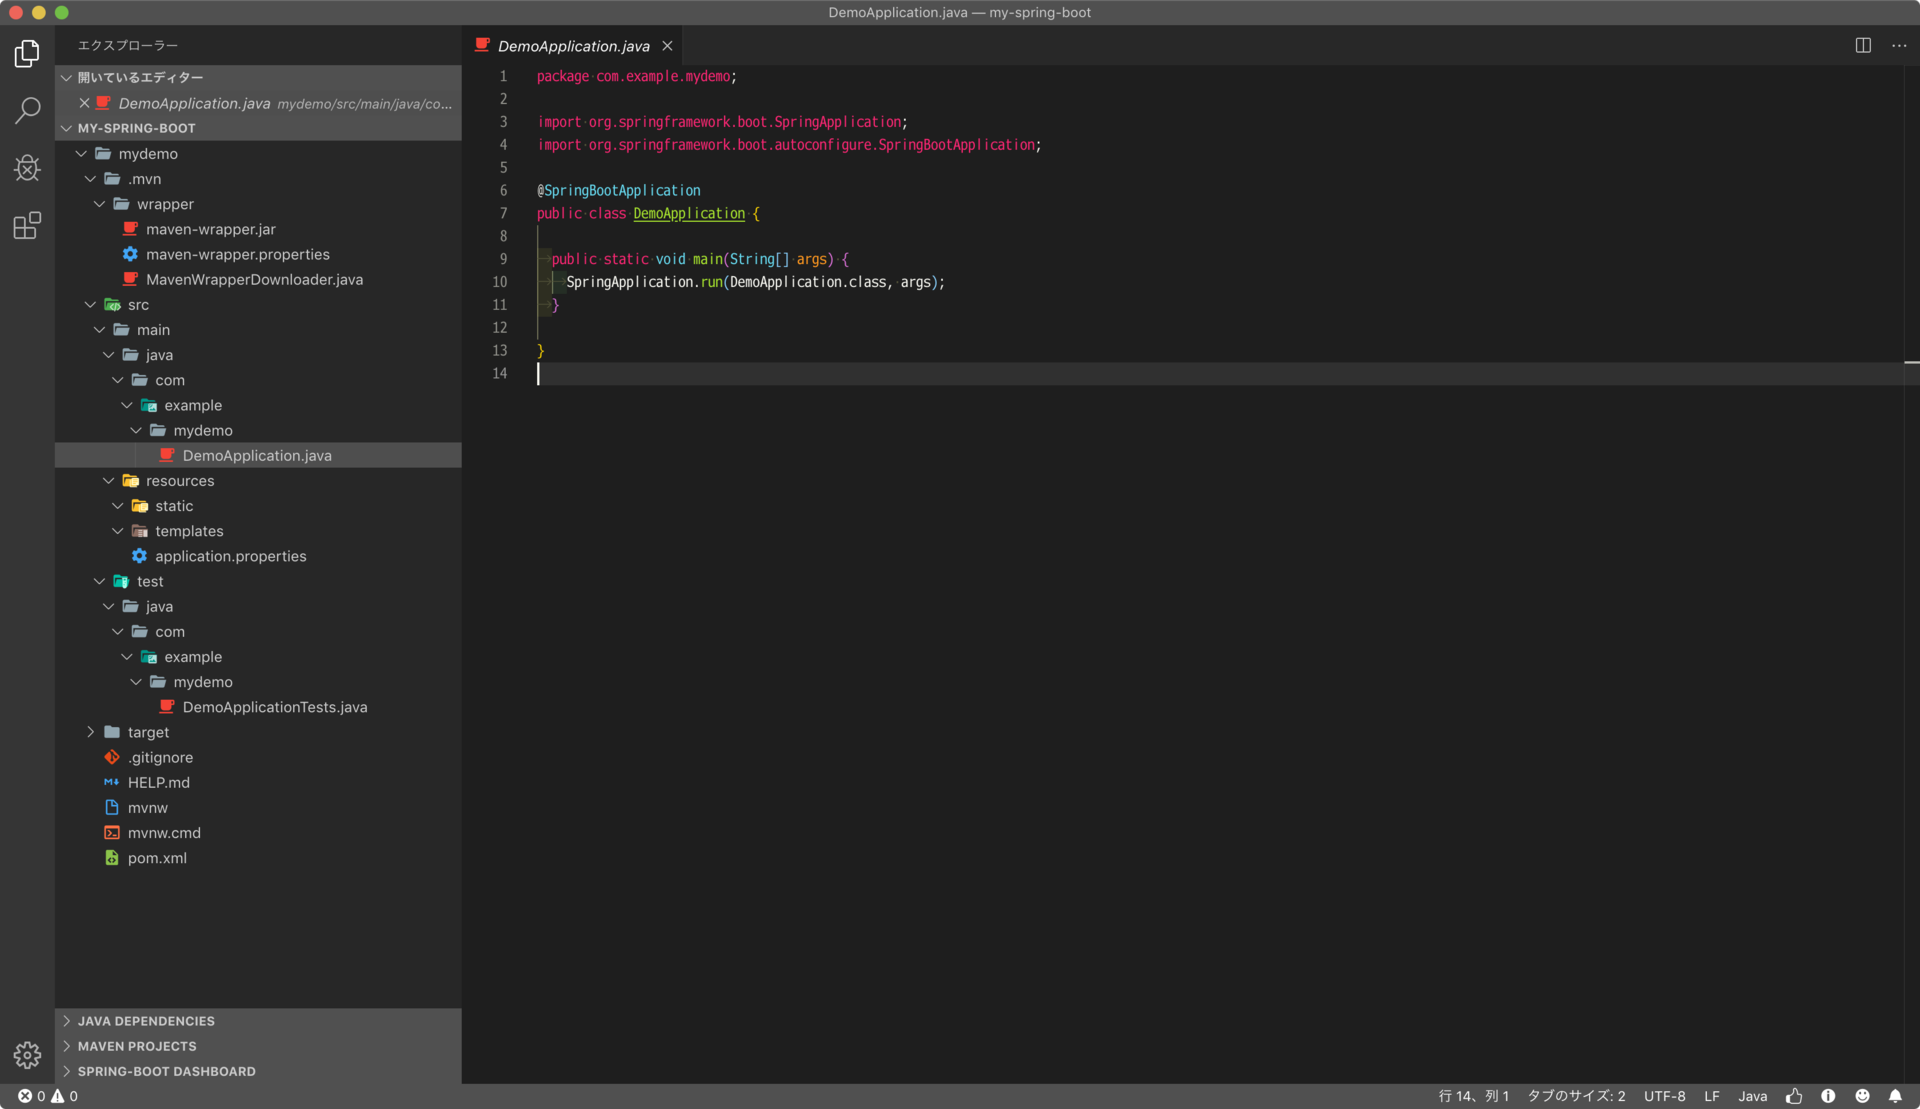 DemoApplication.java — my-spring-boot
エクスプローラー
開いているエディター
DemoApplication.java mydemo/src/main/java/co...
MY-SPRING-BOOT
mydemo
.mvn
wrapper
maven-wrapper.jar
maven-wrapper.properties
MavenWrapperDownloader.java
src
main
java
com
example
mydemo
DemoApplication.java
resources
static
templates
application.properties
test
java
com
example
mydemo
DemoApplicationTests.java
target
.gitignore
HELP.md
mvnw
mvnw.cmd
pom.xml
JAVA DEPENDENCIES
MAVEN PROJECTS
SPRING-BOOT DASHBOARD
DemoApplication.java
1 package com.example.mydemo;
2
3 import org.springframework.boot.SpringApplication;
4 import org.springframework.boot.autoconfigure.SpringBootApplication;
5
6 @SpringBootApplication
7 public class DemoApplication {
8
9 public static void main(String[] args) {
10 SpringApplication.run(DemoApplication.class, args);
11 }
12
13 }
14
0 0
行 14、列 1 タブのサイズ: 2 UTF-8 LF Java